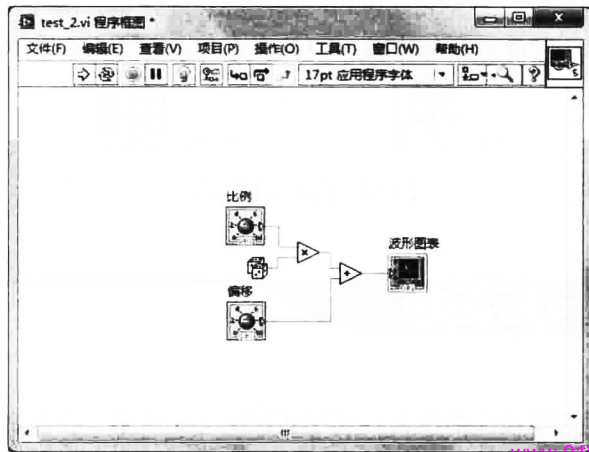 test_2.vi 程序框图 *
文件(F) 编辑(E) 查看(V) 项目(P) 操作(O) 工具(T) 窗口(W) 帮助(H)
17pt 应用程序字体
比例
波形图表
偏移